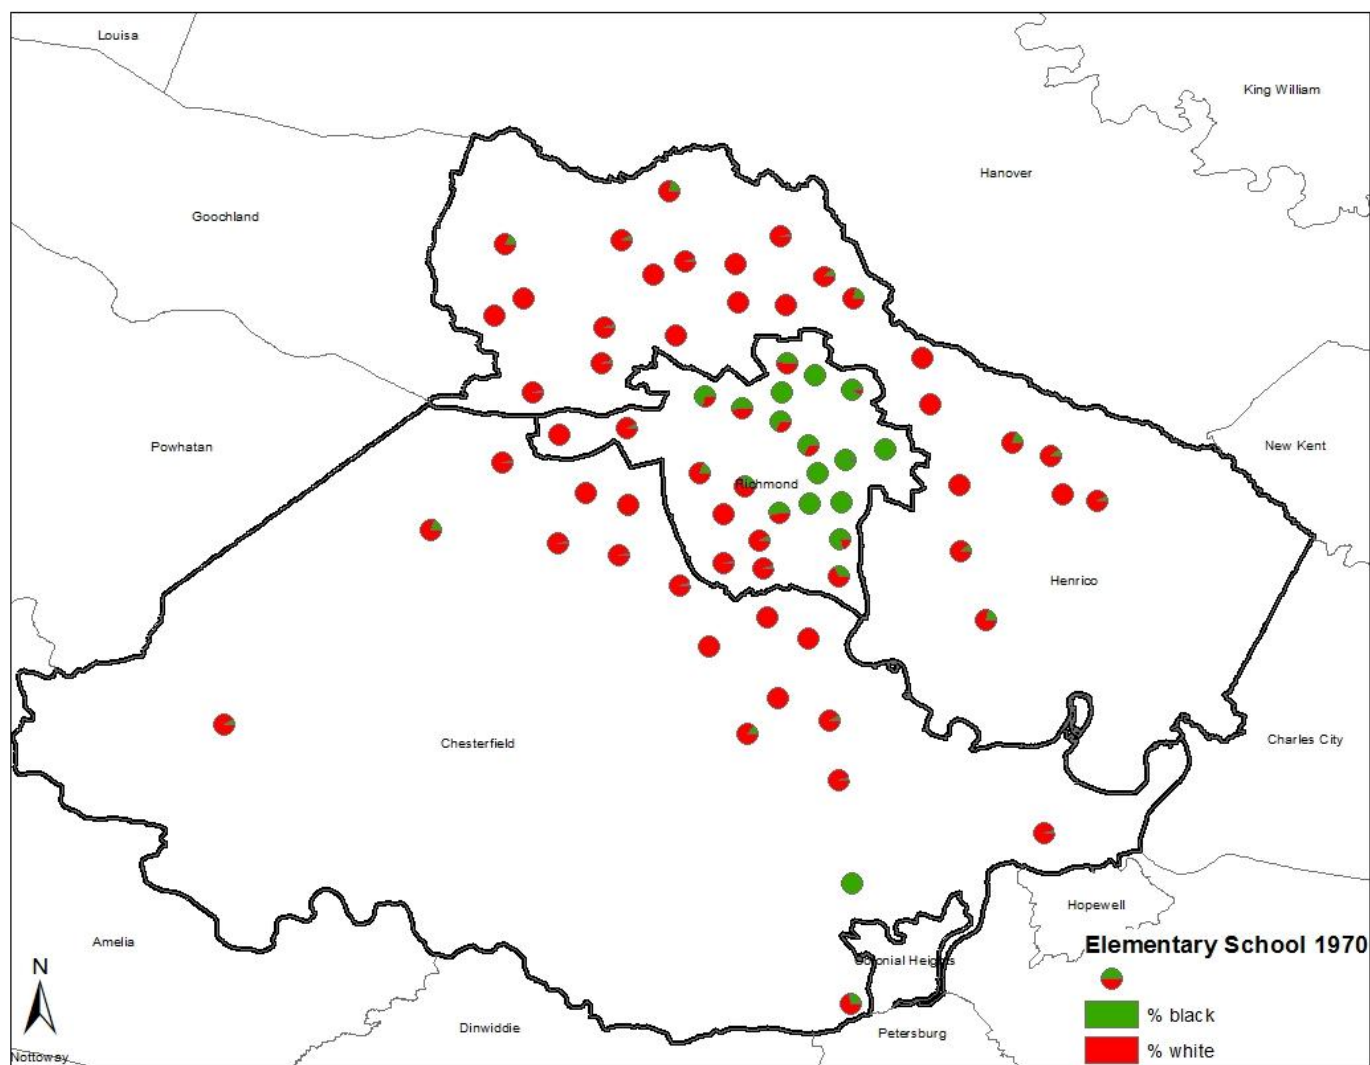 Louisa
King William
Hanover
Goochland
Powhatan
New Kent
Richmond
Henrico
Chesterfield
Charles City
Hopewell
Amelia
Elementary School 1970
Colonial Heights
N
% black
Dinwiddie
Petersburg
% white
Nottoway